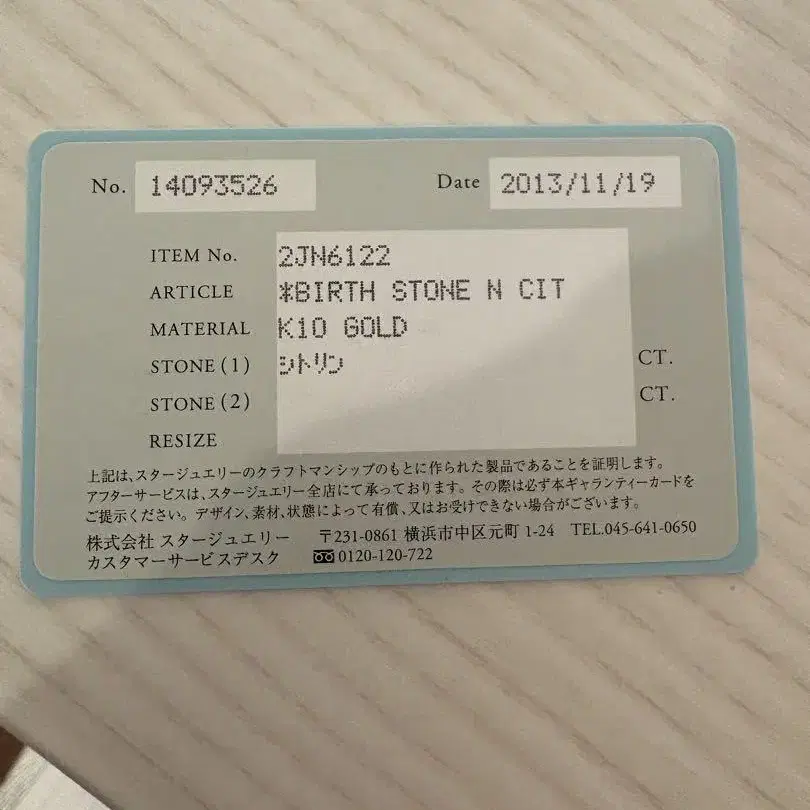 No. 14093526 Date 2013/11/19
ITEM No. 2JN6122
ARTICLE *BIRTH STONE N CIT
MATERIAL K10 GOLD
STONE (1) シトリン CT.
STONE (2) CT.
RESIZE
上記は、スタージュエリーのクラフトマンシップのもとに作られた製品であることを証明します。
アフターサービスは、スタージュエリー全店にて承っております。その際は必ず本ギャランティーカードを
ご提示ください。デザイン、素材、状態によって有償、又はお受けできない場合がございます。
株式会社 スタージュエリー 〒231-0861 横浜市中区元町 1-24 TEL.045-641-0650
カスタマーサービスデスク 0120-120-722